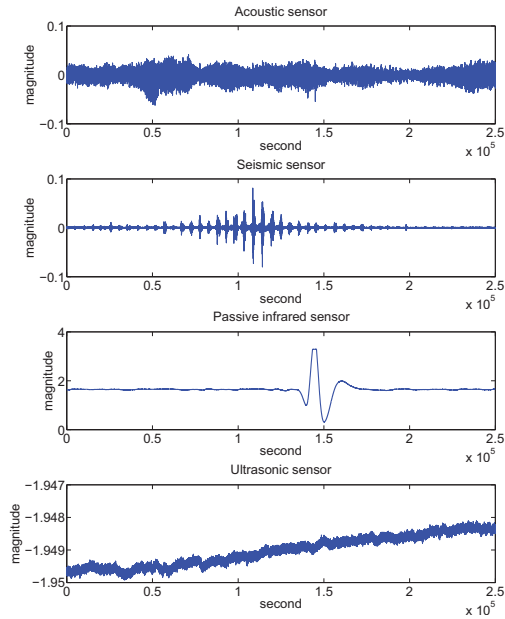 Acoustic sensor
0.1
0
−0.1
magnitude
0 0.5 1 1.5 2 2.5
second
x 10^5
Seismic sensor
0.1
0
−0.1
magnitude
0 0.5 1 1.5 2 2.5
second
x 10^5
Passive infrared sensor
4
2
0
magnitude
0 0.5 1 1.5 2 2.5
second
x 10^5
Ultrasonic sensor
−1.947
−1.948
−1.949
−1.95
magnitude
0 0.5 1 1.5 2 2.5
second
x 10^5